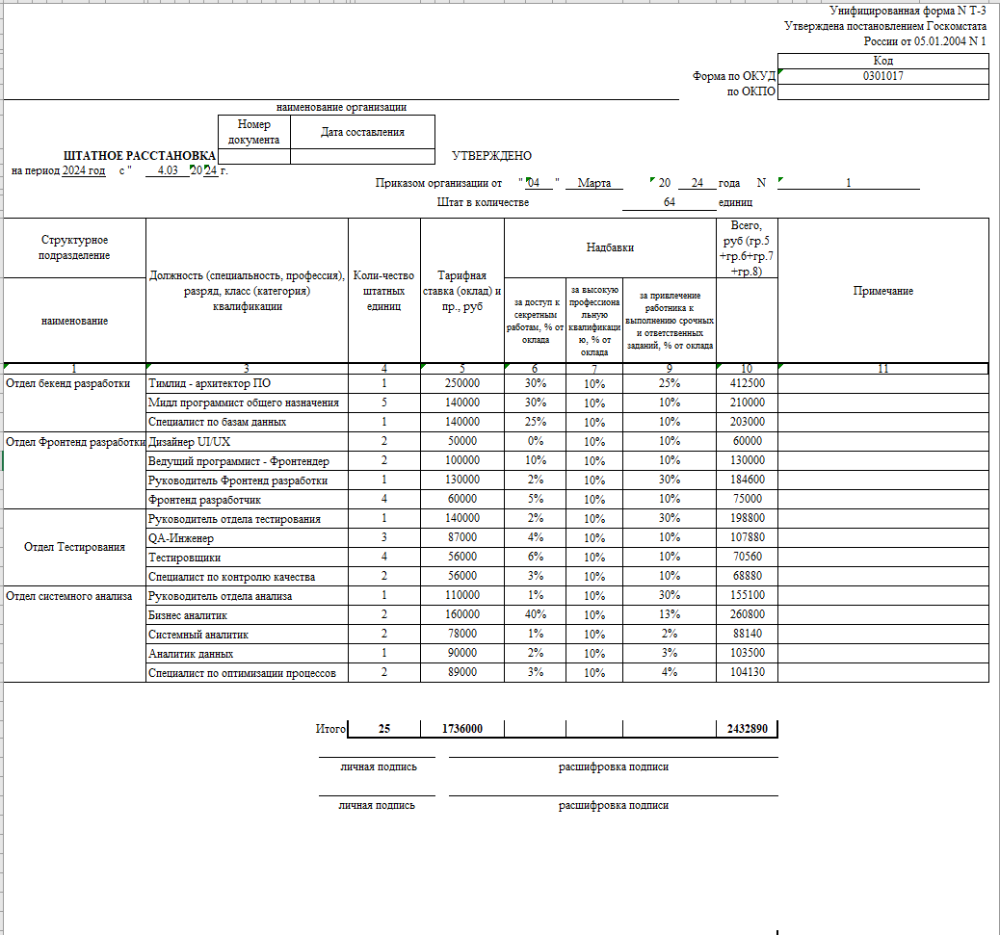 Унифицированная форма N Т-3
Утверждена постановлением Госкомстата
России от 05.01.2004 N 1
Код
Форма по ОКУД 0301017
по ОКПО
наименование организации
Номер документа Дата составления
ШТАТНОЕ РАССТАНОВКА УТВЕРЖДЕНО
на период 2024 год с " 4.03 2024 г.
Приказом организации от " 04 " Марта 20 24 года N 1
Штат в количестве 64 единиц
Структурное подразделение
наименование
Должность (специальность, профессия), разряд, класс (категория) квалификации
Коли-чество штатных единиц
Тарифная ставка (оклад) и пр., руб
Надбавки
за доступ к секретным работам, % от оклада
за высокую профессиональную квалификацию, % от оклада
за привлечение работника к выполнению срочных и ответственных заданий, % от оклада
Всего, руб (гр.5 +гр.6+гр.7 +гр.8)
Примечание
1 3 4 5 6 7 9 10 11
Отдел бекенд разработки Тимлид - архитектор ПО 1 250000 30% 10% 25% 412500
Мидл программист общего назначения 5 140000 30% 10% 10% 210000
Специалист по базам данных 1 140000 25% 10% 10% 203000
Отдел Фронтенд разработки Дизайнер UI/UX 2 50000 0% 10% 10% 60000
Ведущий программист - Фронтендер 2 100000 10% 10% 10% 130000
Руководитель Фронтенд разработки 1 130000 2% 10% 30% 184600
Фронтенд разработчик 4 60000 5% 10% 10% 75000
Отдел Тестирования Руководитель отдела тестирования 1 140000 2% 10% 30% 198800
QA-Инженер 3 87000 4% 10% 10% 107880
Тестировщики 4 56000 6% 10% 10% 70560
Специалист по контролю качества 2 56000 3% 10% 10% 68880
Отдел системного анализа Руководитель отдела анализа 1 110000 1% 10% 30% 155100
Бизнес аналитик 2 160000 40% 10% 13% 260800
Системный аналитик 2 78000 1% 10% 2% 88140
Аналитик данных 1 90000 2% 10% 3% 103500
Специалист по оптимизации процессов 2 89000 3% 10% 4% 104130
Итого 25 1736000 2432890
личная подпись расшифровка подписи
личная подпись расшифровка подписи